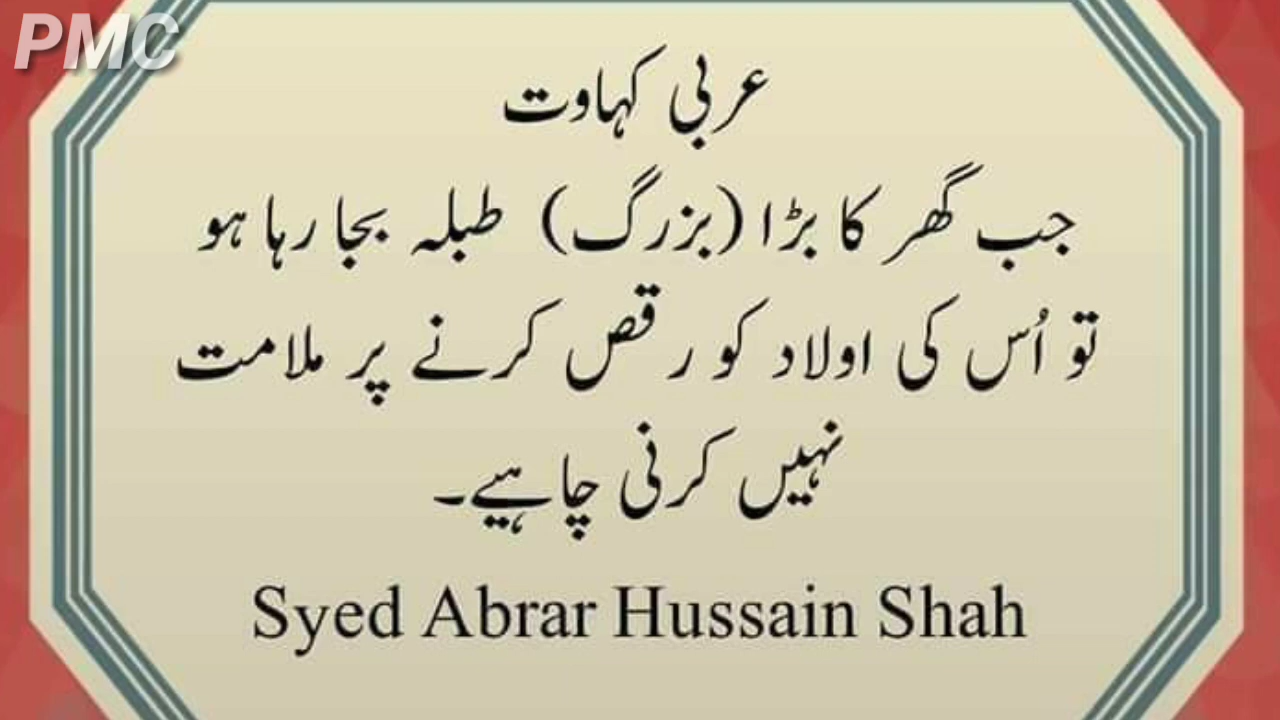 PMC
عربی کہاوت
جب گھر کا بڑا (بزرگ) طبلہ بجا رہا ہو
تو اُس کی اولاد کو رقص کرنے پر ملامت
نہیں کرنی چاہیے۔
Syed Abrar Hussain Shah